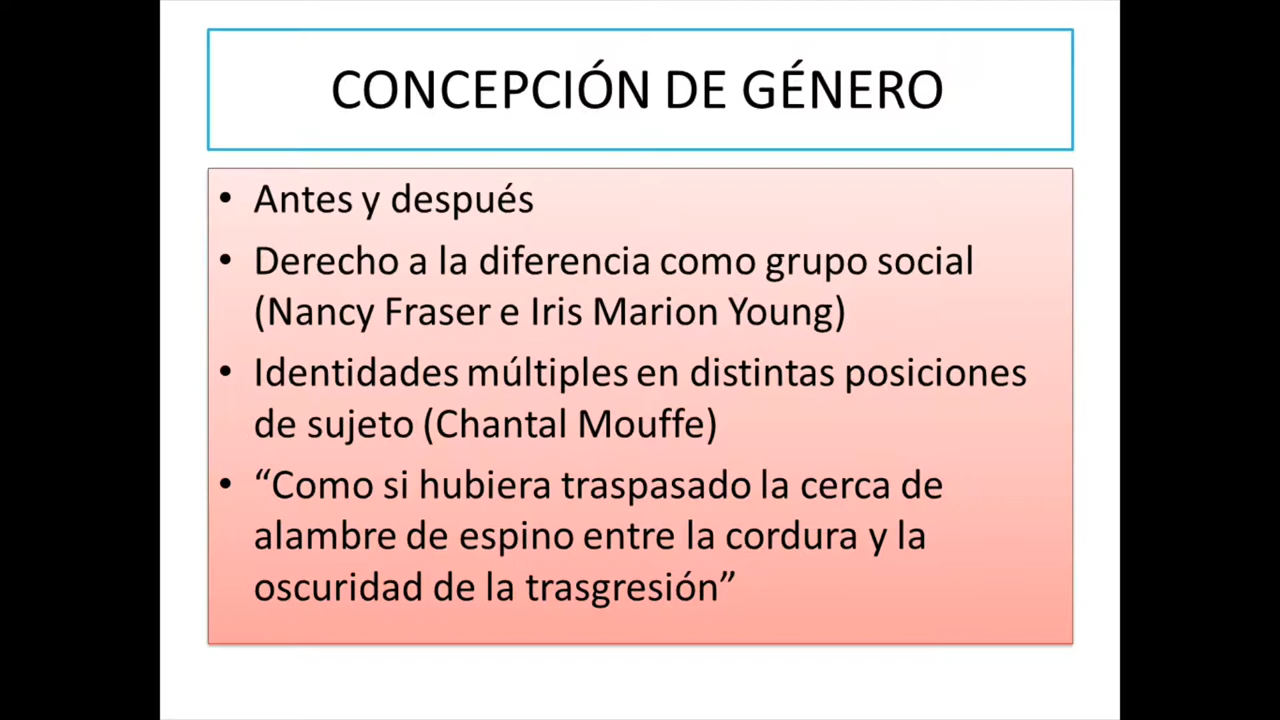 CONCEPCIÓN DE GÉNERO
• Antes y después
• Derecho a la diferencia como grupo social
(Nancy Fraser e Iris Marion Young)
• Identidades múltiples en distintas posiciones
de sujeto (Chantal Mouffe)
• “Como si hubiera traspasado la cerca de
alambre de espino entre la cordura y la
oscuridad de la trasgresión”